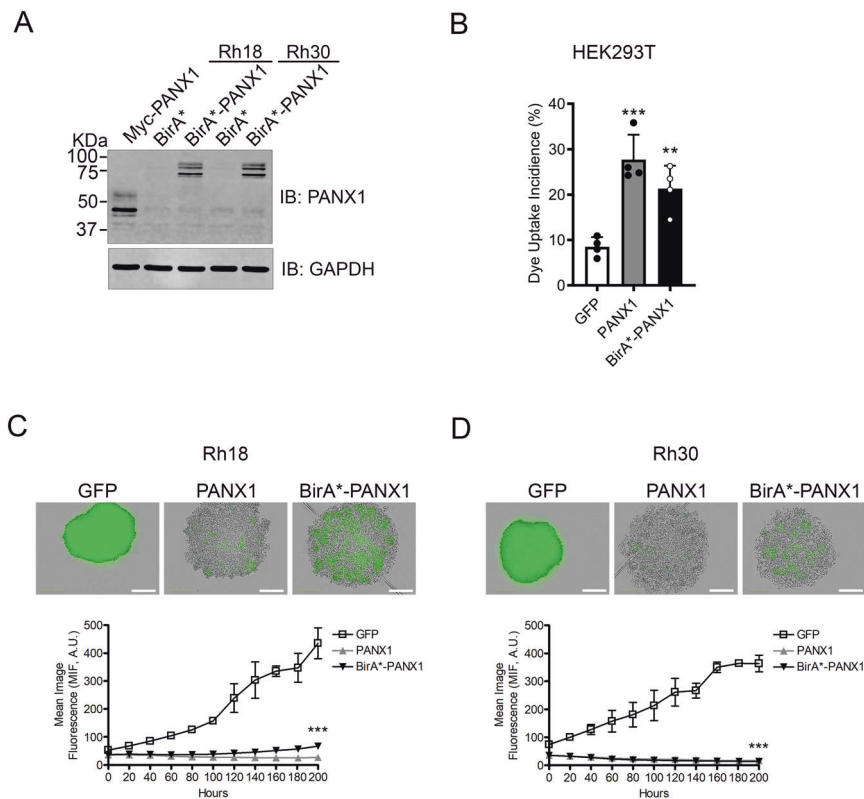 A
Rh18 Rh30
Myc-PANX1 BirA* BirA*-PANX1 BirA* BirA*-PANX1
KDa
100
75
50
37
IB: PANX1
IB: GAPDH
B
HEK293T
Dye Uptake Incidience (%)
40
30
20
10
0
***
**
GFP PANX1 BirA*-PANX1
C
Rh18
GFP PANX1 BirA*-PANX1
Mean Image
Fluorescence (MIF, A.U.)
500
400
300
200
100
0
GFP
PANX1
BirA*-PANX1
***
0 20 40 60 80 100 120 140 160 180 200
Hours
D
Rh30
GFP PANX1 BirA*-PANX1
Mean Image
Fluorescence (MIF, A.U.)
500
400
300
200
100
0
GFP
PANX1
BirA*-PANX1
***
0 20 40 60 80 100 120 140 160 180 200
Hours